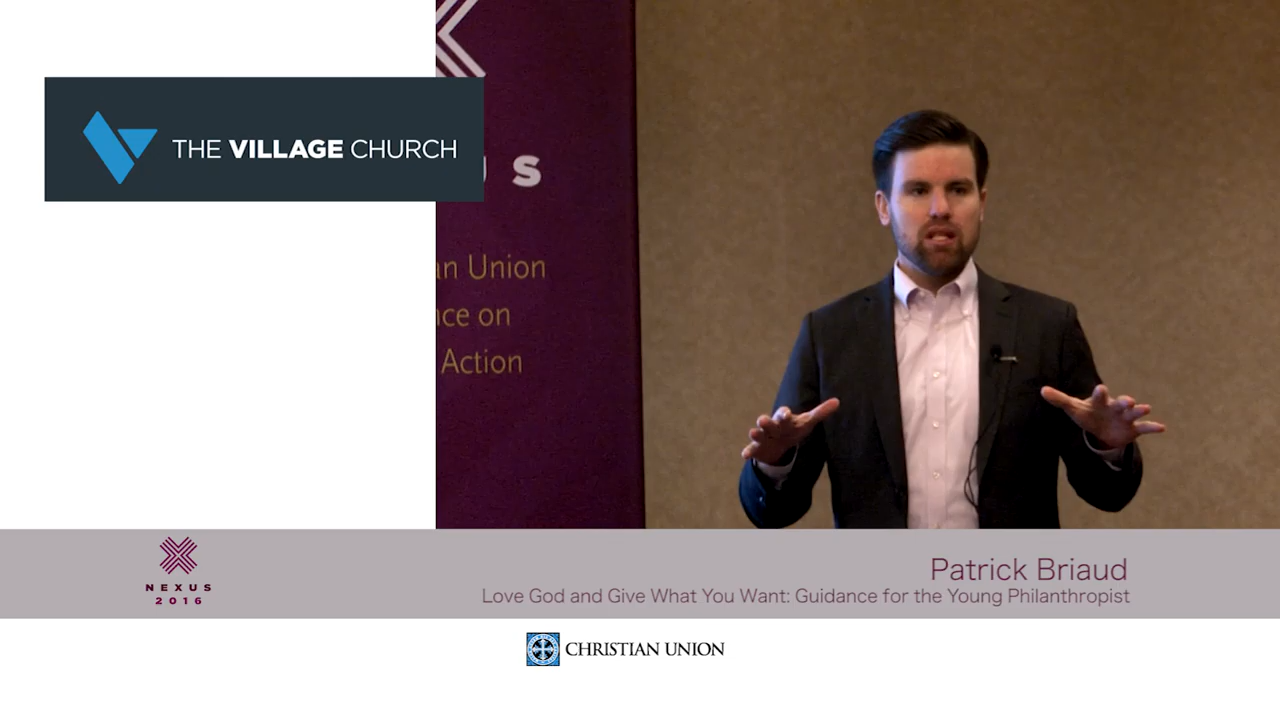 THE VILLAGE CHURCH
U S
an Union
nce on
Action
NEXUS
2016
Patrick Briaud
Love God and Give What You Want: Guidance for the Young Philanthropist
CHRISTIAN UNION